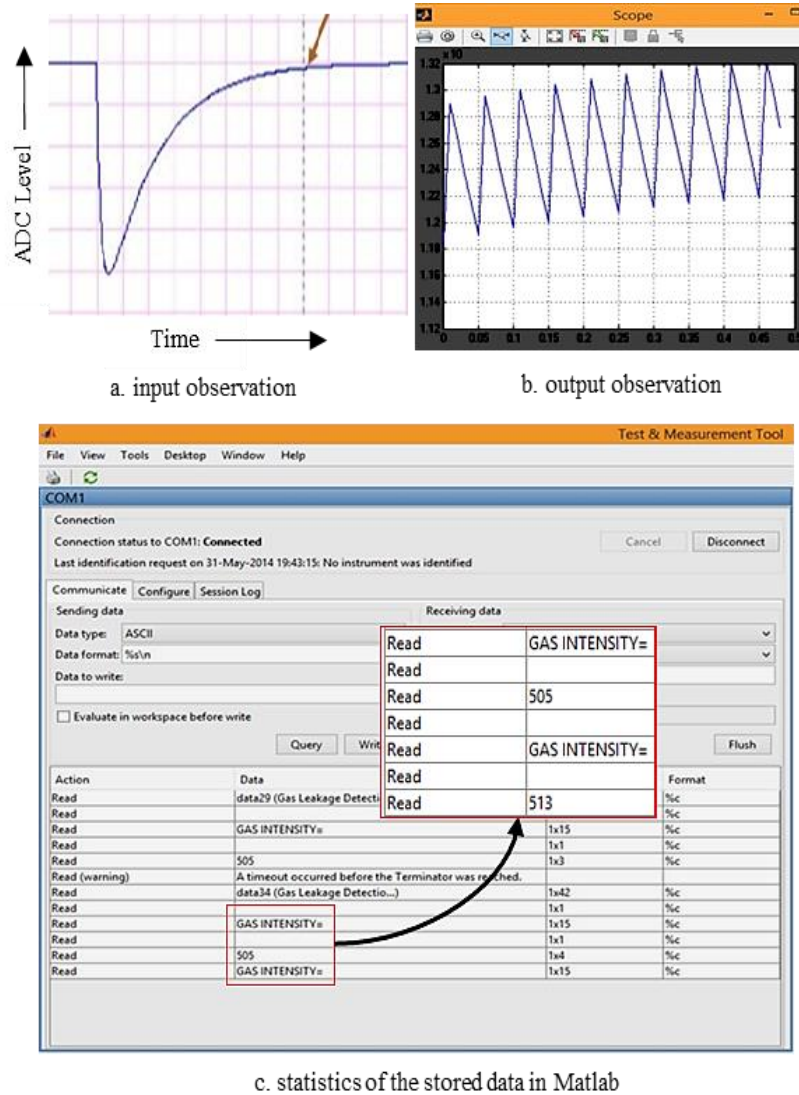 ADC Level
Time
a. input observation
Scope
×10
1.32
1.3
1.28
1.26
1.24
1.22
1.2
1.18
1.16
1.14
1.12
0 0.05 0.1 0.15 0.2 0.25 0.3 0.35 0.4 0.45 0.5
b. output observation
Test & Measurement Tool
File View Tools Desktop Window Help
COM1
Connection
Connection status to COM1: Connected
Cancel Disconnect
Last identification request on 31-May-2014 19:43:15: No instrument was identified
Communicate Configure Session Log
Sending data Receiving data
Data type: ASCII
Data format: %s\n
Data to write:
Evaluate in workspace before write
Query Flush
Read GAS INTENSITY=
Read
Read 505
Read
Read GAS INTENSITY=
Read
Read 513
Action Data Format
Read data29 (Gas Leakage Detecti %c
Read %c
Read GAS INTENSITY= 1x15 %c
Read 1x1 %c
Read 505 1x3 %c
Read (warning) A timeout occurred before the Terminator was reached.
Read data34 (Gas Leakage Detectio...) 1x42 %c
Read 1x1 %c
Read GAS INTENSITY= 1x15 %c
Read 1x1 %c
Read 505 1x4 %c
Read GAS INTENSITY= 1x15 %c
c. statistics of the stored data in Matlab